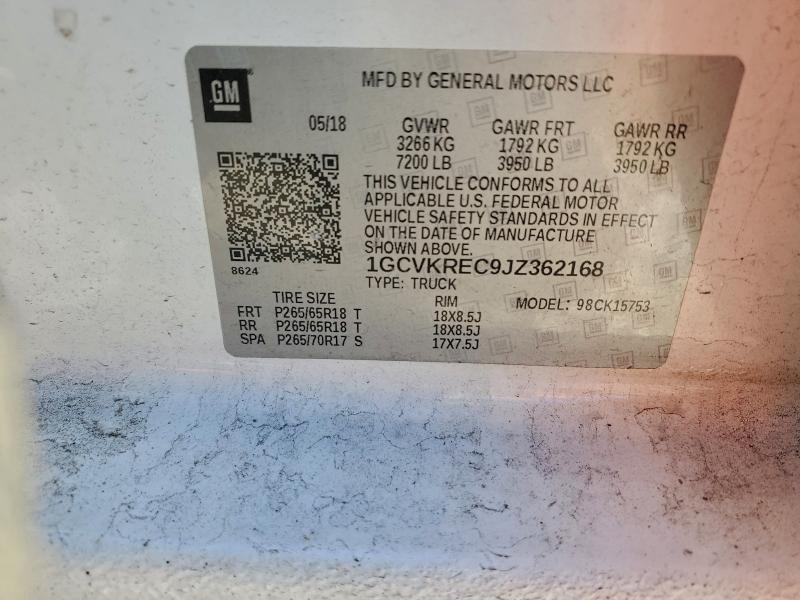 GM
MFD BY GENERAL MOTORS LLC
05/18 GVWR GAWR FRT GAWR RR
3266 KG 1792 KG 1792 KG
7200 LB 3950 LB 3950 LB
THIS VEHICLE CONFORMS TO ALL
APPLICABLE U.S. FEDERAL MOTOR
VEHICLE SAFETY STANDARDS IN EFFECT
ON THE DATE OF MANUFACTURE
SHOWN ABOVE.
8624 1GCVKREC9JZ362168
TYPE: TRUCK
TIRE SIZE RIM MODEL: 98CK15753
FRT P265/65R18 T 18X8.5J
RR P265/65R18 T 18X8.5J
SPA P265/70R17 S 17X7.5J